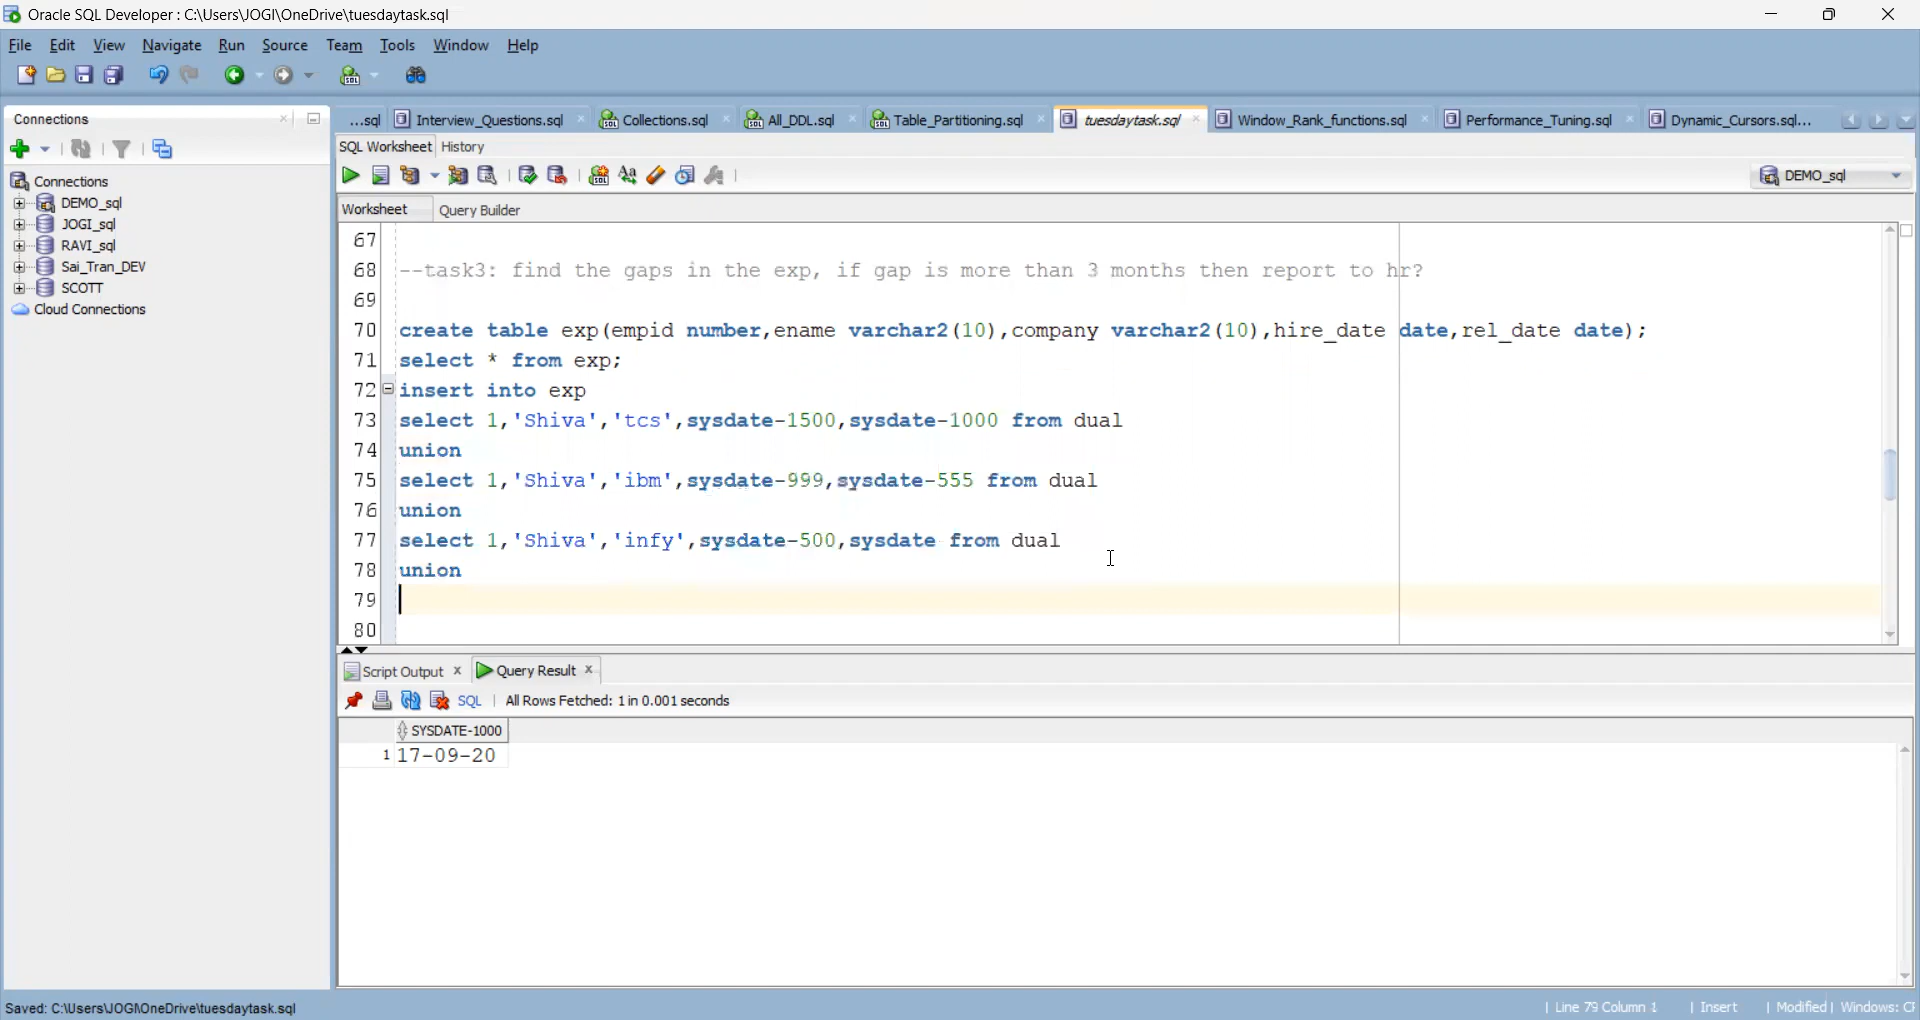 Oracle SQL Developer : C:\Users\JOGI\OneDrive\tuesdaytask.sql
File Edit View Navigate Run Source Team Tools Window Help
Connections
...sql Interview_Questions.sql Collections.sql All_DDL.sql Table_Partitioning.sql tuesdaytask.sql Window_Rank_functions.sql Performance_Tuning.sql Dynamic_Cursors.sql...
SQL Worksheet History
DEMO_sql
Worksheet Query Builder
Connections
DEMO_sql
JOGI_sql
RAVI_sql
Sai_Tran_DEV
SCOTT
Cloud Connections
67
68 --task3: find the gaps in the exp, if gap is more than 3 months then report to hr?
69
70 create table exp(empid number,ename varchar2(10),company varchar2(10),hire_date date,rel_date date);
71 select * from exp;
72 insert into exp
73 select 1,'Shiva','tcs',sysdate-1500,sysdate-1000 from dual
74 union
75 select 1,'Shiva','ibm',sysdate-999,sysdate-555 from dual
76 union
77 select 1,'Shiva','infy',sysdate-500,sysdate from dual
78 union
79
80
Script Output Query Result
SQL All Rows Fetched: 1 in 0.001 seconds
SYSDATE-1000
1 17-09-20
Saved: C:\Users\JOGI\OneDrive\tuesdaytask.sql
Line 79 Column 1 Insert Modified Windows: CF